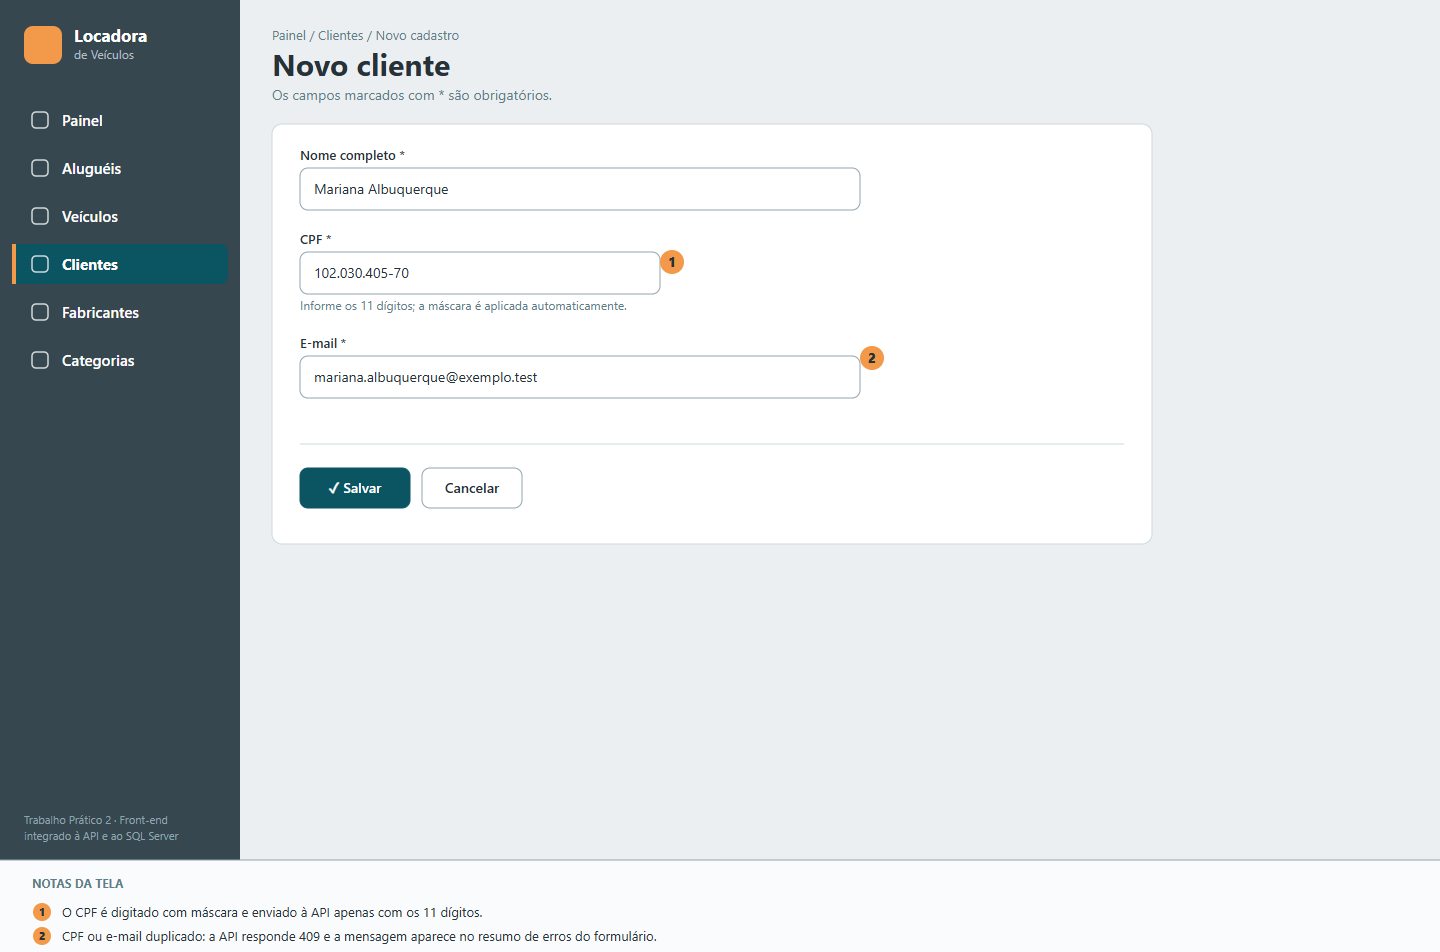 Locadora
de Veículos
Painel
Aluguéis
Veículos
Clientes
Fabricantes
Categorias
Trabalho Prático 2 · Front-end
integrado à API e ao SQL Server
Painel / Clientes / Novo cadastro
Novo cliente
Os campos marcados com * são obrigatórios.
Nome completo *
Mariana Albuquerque
CPF *
102.030.405-70
1
Informe os 11 dígitos; a máscara é aplicada automaticamente.
E-mail *
2
mariana.albuquerque@exemplo.test
✓ Salvar
Cancelar
NOTAS DA TELA
1 O CPF é digitado com máscara e enviado à API apenas com os 11 dígitos.
2 CPF ou e-mail duplicado: a API responde 409 e a mensagem aparece no resumo de erros do formulário.